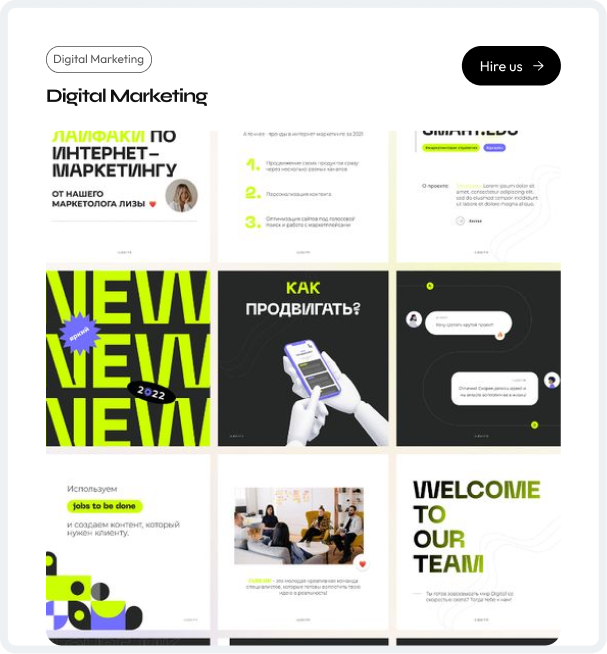 Digital Marketing
Hire us
Digital Marketing
ЛАЙФАКИ ПО
ИНТЕРНЕТ–
МАРКЕТИНГУ
ОТ НАШЕГО
МАРКЕТОЛОГА ЛИЗЫ
А точнее - тренды в интернет-маркетинге за 2021
1. Продвижение своих продуктов сразу
через несколько разных каналов
2. Персонализация контента
3. Оптимизация сайтов под голосовой
поиск и работа с маркетплейсами
SMART.EDU
О проекте:
Lorem ipsum dolor sit
amet, consectetur adipiscing elit,
sed do eiusmod tempor incididunt
ut labore et dolore magna aliqua.
NEW
NEW
NEW
яркий
2022
КАК
ПРОДВИГАТЬ?
Хочу сделать крутой проект!
Используем
jobs to be done
и создаем контент, который
нужен клиенту.
WELCOME
TO
OUR
TEAM